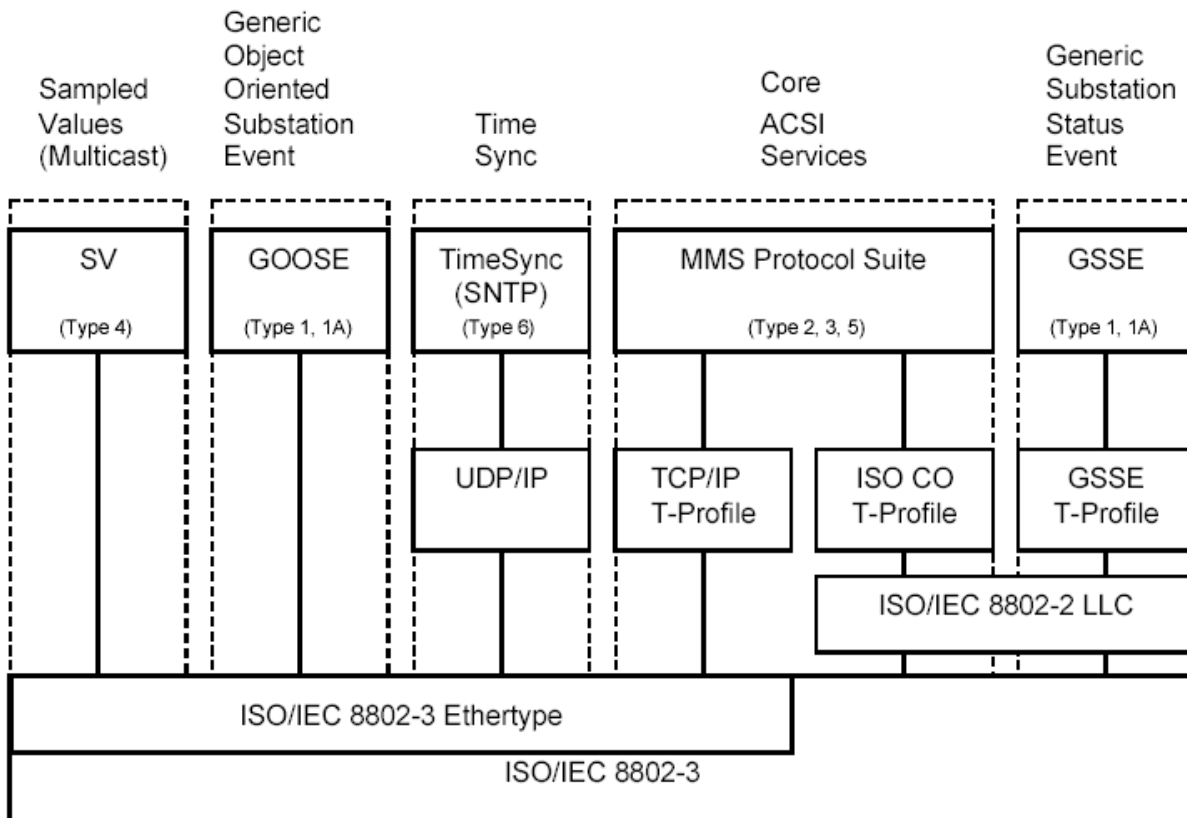 Sampled
Values
(Multicast)
Generic
Object
Oriented
Substation
Event
Time
Sync
Core
ACSI
Services
Generic
Substation
Status
Event
SV
(Type 4)
GOOSE
(Type 1, 1A)
TimeSync
(SNTP)
(Type 6)
MMS Protocol Suite
(Type 2, 3, 5)
GSSE
(Type 1, 1A)
UDP/IP
TCP/IP
T-Profile
ISO CO
T-Profile
GSSE
T-Profile
ISO/IEC 8802-2 LLC
ISO/IEC 8802-3 Ethertype
ISO/IEC 8802-3